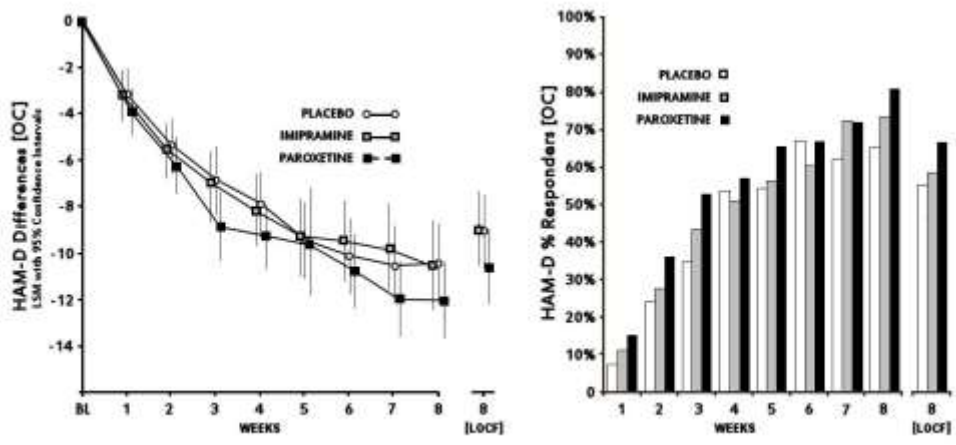 HAM-D Differences [OC]
LSM with 95% Confidence Intervals
0
-2
-4
-6
-8
-10
-12
-14
PLACEBO
IMIPRAMINE
PAROXETINE
BL 1 2 3 4 5 6 7 8 8
WEEKS [LOCF]
HAM-D % Responders [OC]
100%
90%
80%
70%
60%
50%
40%
30%
20%
10%
0
PLACEBO
IMIPRAMINE
PAROXETINE
1 2 3 4 5 6 7 8 8
WEEKS [LOCF]